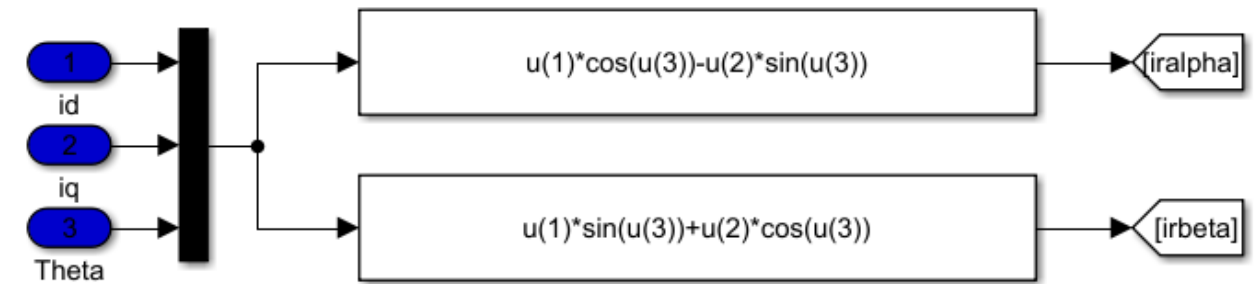 1
id
2
iq
3
Theta
u(1)*cos(u(3))-u(2)*sin(u(3))
[iralpha]
u(1)*sin(u(3))+u(2)*cos(u(3))
[irbeta]